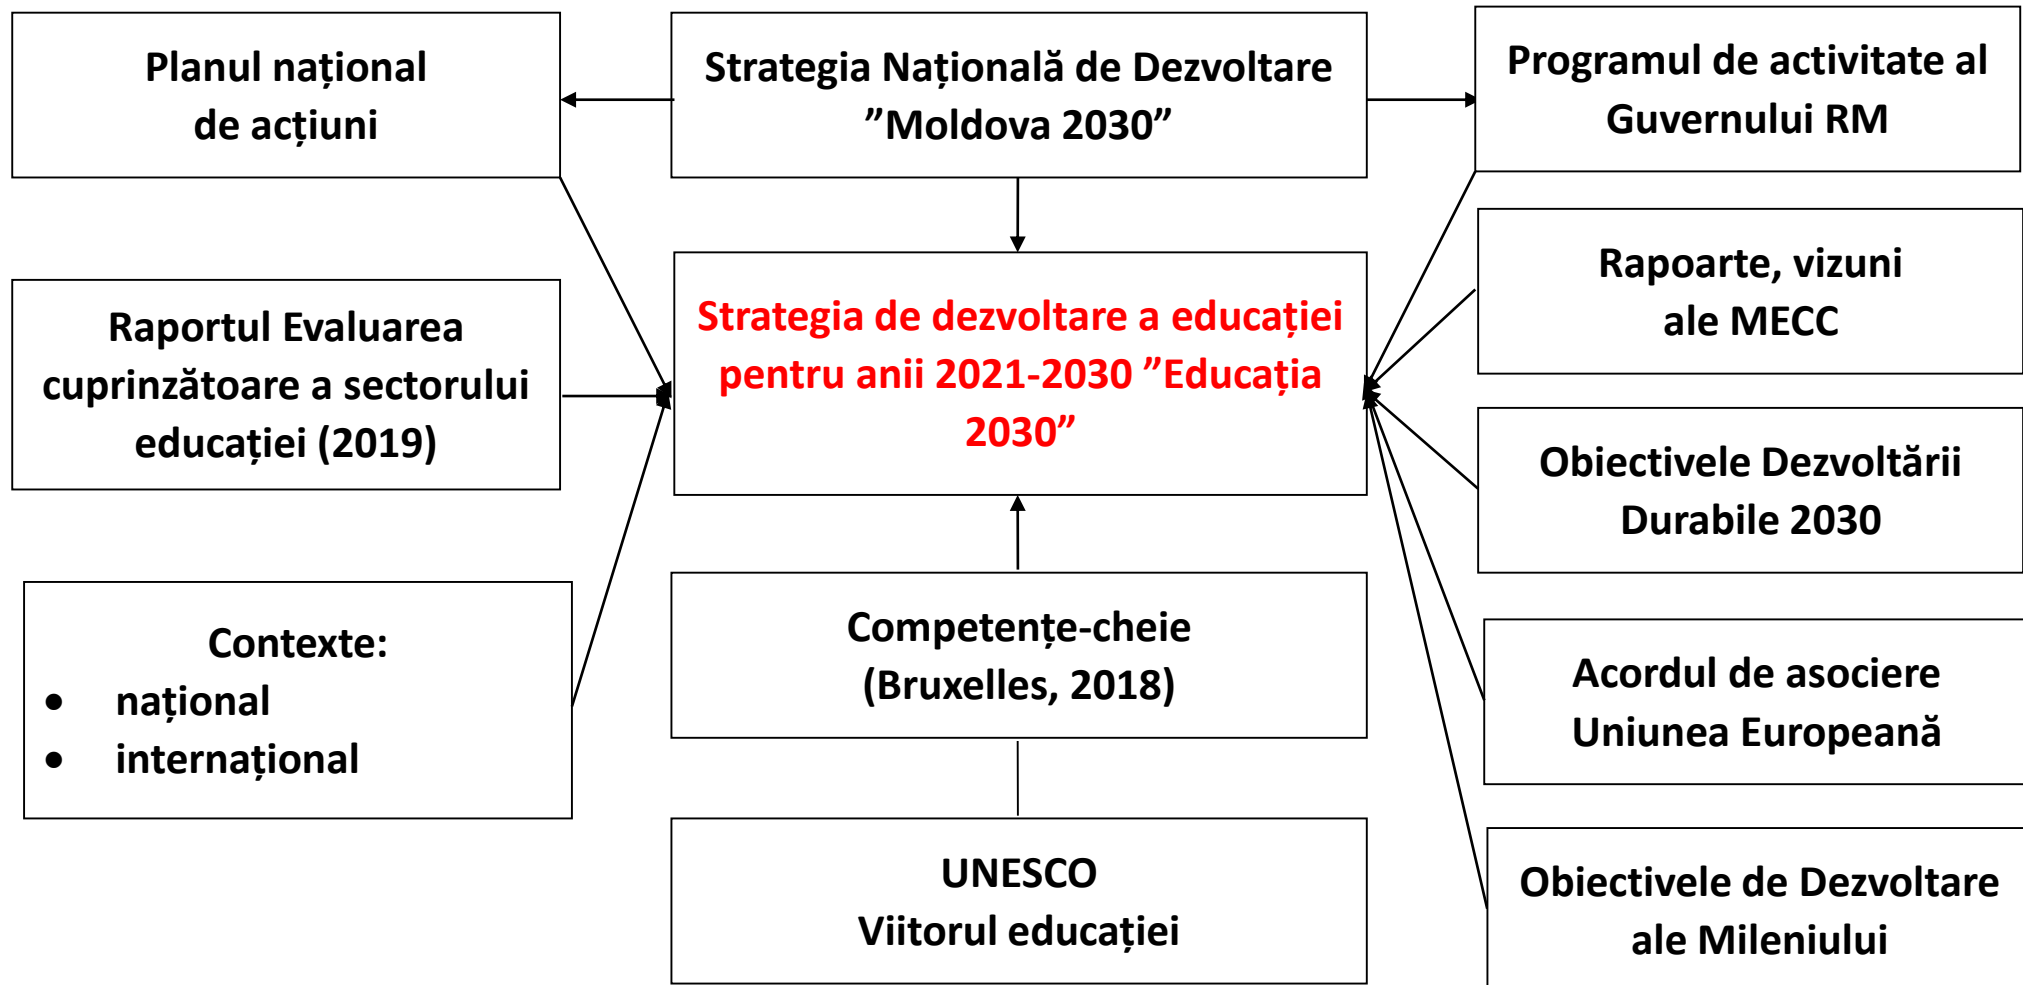 Planul național
de acțiuni
Strategia Națională de Dezvoltare
”Moldova 2030”
Programul de activitate al
Guvernului RM
Raportul Evaluarea
cuprinzătoare a sectorului
educației (2019)
Strategia de dezvoltare a educației
pentru anii 2021-2030 ”Educația
2030”
Rapoarte, vizuni
ale MECC
Obiectivele Dezvoltării
Durabile 2030
Contexte:
• național
• internațional
Competențe-cheie
(Bruxelles, 2018)
Acordul de asociere
Uniunea Europeană
UNESCO
Viitorul educației
Obiectivele de Dezvoltare
ale Mileniului